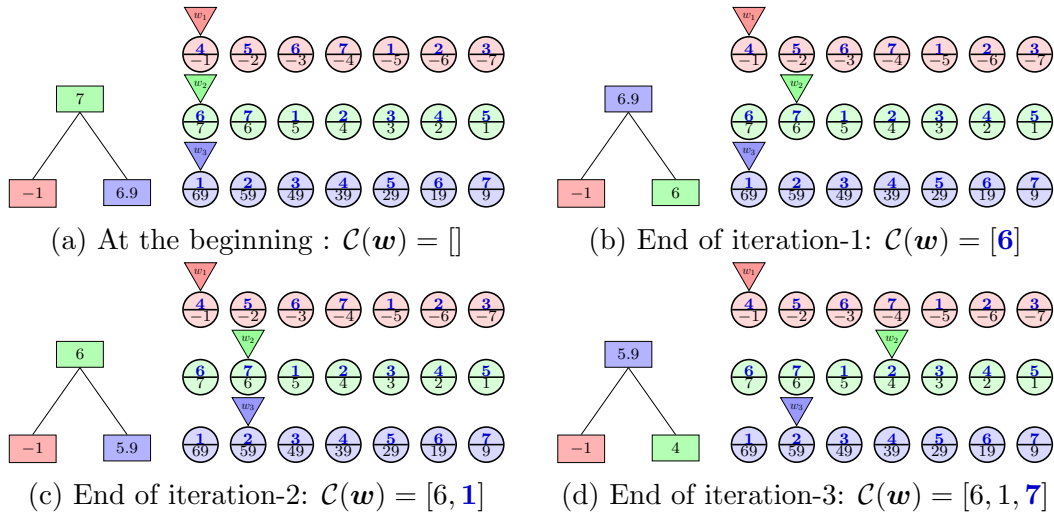 w₁
4 5 6 7 1 2 3
−1 −2 −3 −4 −5 −6 −7
w₂
7
6 7 1 2 3 4 5
7 6 5 4 3 2 1
w₃
−1 6.9
1 2 3 4 5 6 7
69 59 49 39 29 19 9
(a) At the beginning : C(w) = []
w₁
4 5 6 7 1 2 3
−1 −2 −3 −4 −5 −6 −7
w₂
6.9
6 7 1 2 3 4 5
7 6 5 4 3 2 1
w₃
−1 6
1 2 3 4 5 6 7
69 59 49 39 29 19 9
(b) End of iteration-1: C(w) = [6]
w₁
4 5 6 7 1 2 3
−1 −2 −3 −4 −5 −6 −7
w₂
6
6 7 1 2 3 4 5
7 6 5 4 3 2 1
w₃
−1 5.9
1 2 3 4 5 6 7
69 59 49 39 29 19 9
(c) End of iteration-2: C(w) = [6, 1]
w₁
4 5 6 7 1 2 3
−1 −2 −3 −4 −5 −6 −7
w₂
5.9
6 7 1 2 3 4 5
7 6 5 4 3 2 1
w₃
−1 4
1 2 3 4 5 6 7
69 59 49 39 29 19 9
(d) End of iteration-3: C(w) = [6, 1, 7]